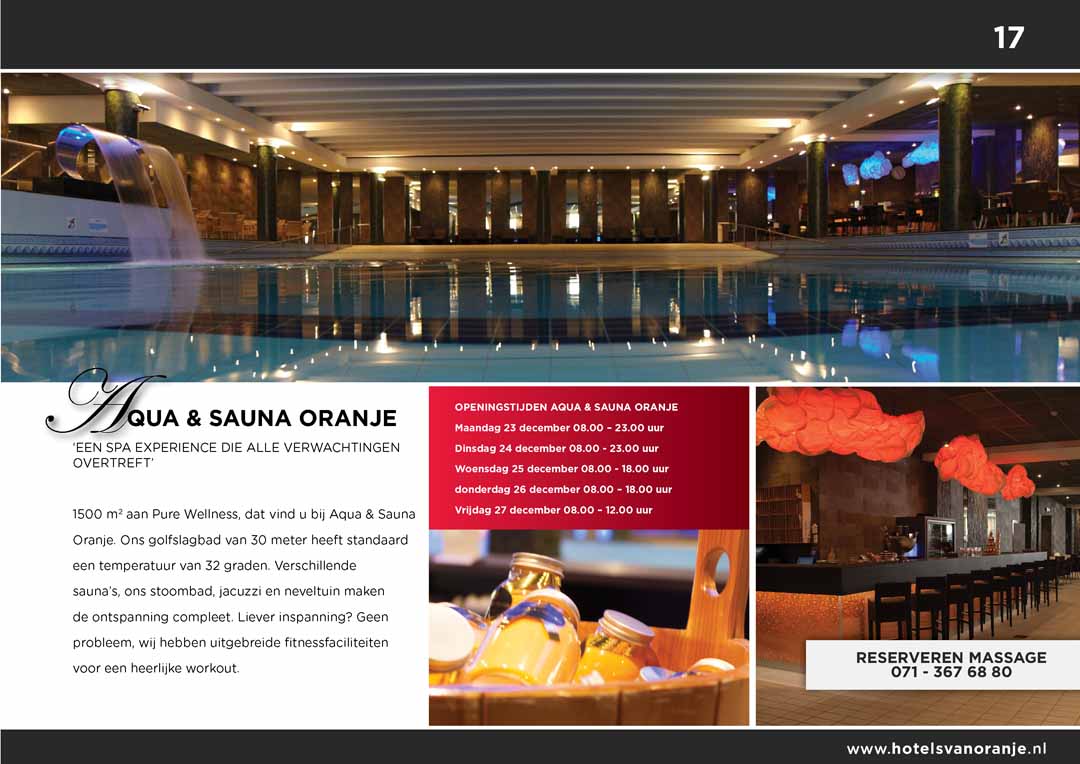 17
AQUA & SAUNA ORANJE
‘EEN SPA EXPERIENCE DIE ALLE VERWACHTINGEN
OVERTREFT’
1500 m² aan Pure Wellness, dat vind u bij Aqua & Sauna
Oranje. Ons golfslagbad van 30 meter heeft standaard
een temperatuur van 32 graden. Verschillende
sauna’s, ons stoombad, jacuzzi en neveltuin maken
de ontspanning compleet. Liever inspanning? Geen
probleem, wij hebben uitgebreide fitnessfaciliteiten
voor een heerlijke workout.
OPENINGSTIJDEN AQUA & SAUNA ORANJE
Maandag 23 december 08.00 – 23.00 uur
Dinsdag 24 december 08.00 - 23.00 uur
Woensdag 25 december 08.00 - 18.00 uur
donderdag 26 december 08.00 – 18.00 uur
Vrijdag 27 december 08.00 – 12.00 uur
RESERVEREN MASSAGE
071 - 367 68 80
www.hotelsvanoranje.nl